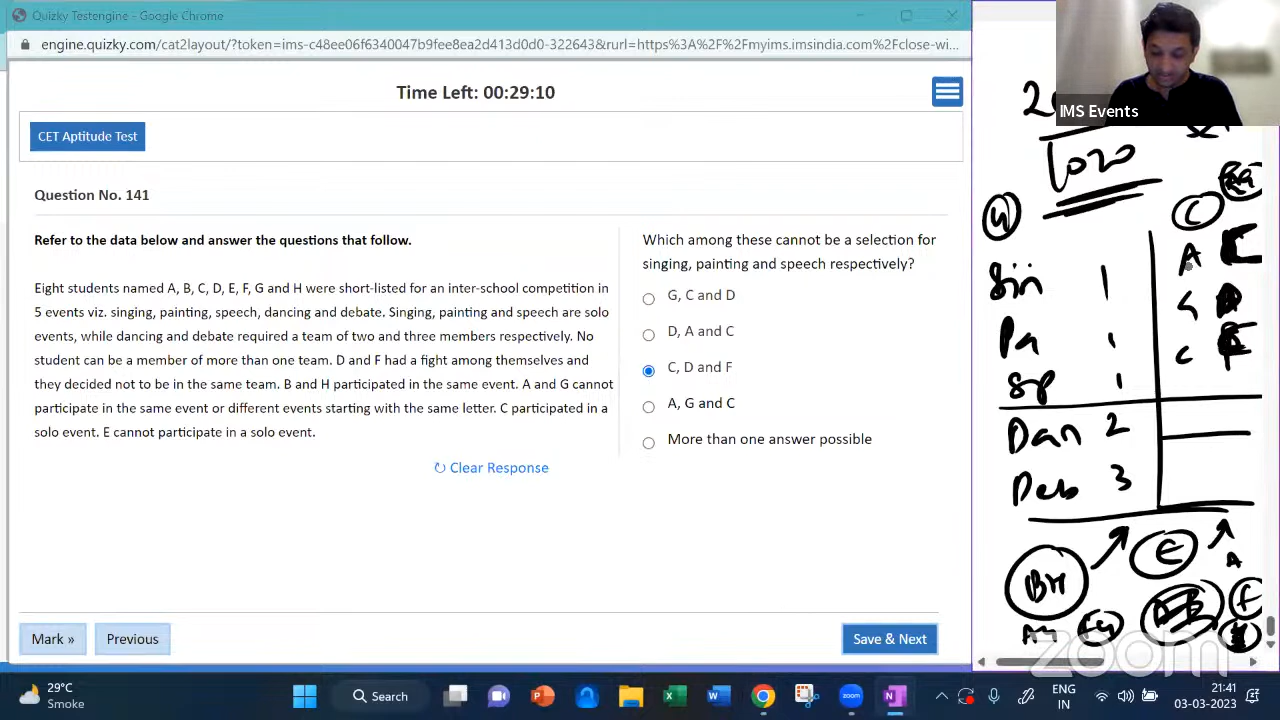 Quizky Testengine - Google Chrome
engine.quizky.com/cat2layout/?token=ims-c48ee06f6340047b9fee8ea2d413d0d0-322643&rurl=https%3A%2F%2Fmyims.imsindia.com%2Fclose-wi...
Time Left: 00:29:10
CET Aptitude Test
Question No. 141
Refer to the data below and answer the questions that follow.
Eight students named A, B, C, D, E, F, G and H were short-listed for an inter-school competition in
5 events viz. singing, painting, speech, dancing and debate. Singing, painting and speech are solo
events, while dancing and debate required a team of two and three members respectively. No
student can be a member of more than one team. D and F had a fight among themselves and
they decided not to be in the same team. B and H participated in the same event. A and G cannot
participate in the same event or different events starting with the same letter. C participated in a
solo event. E cannot participate in a solo event.
Clear Response
Which among these cannot be a selection for
singing, painting and speech respectively?
G, C and D
D, A and C
C, D and F
A, G and C
More than one answer possible
Mark »
Previous
Save & Next
IMS Events
1020
C
Sin 1 A
Pa 1 G
Sp 1 C
Dan 2
Deb 3
BH E A
F
zoom
29°C
Smoke
Search
zoom
ENG
IN
21:41
03-03-2023